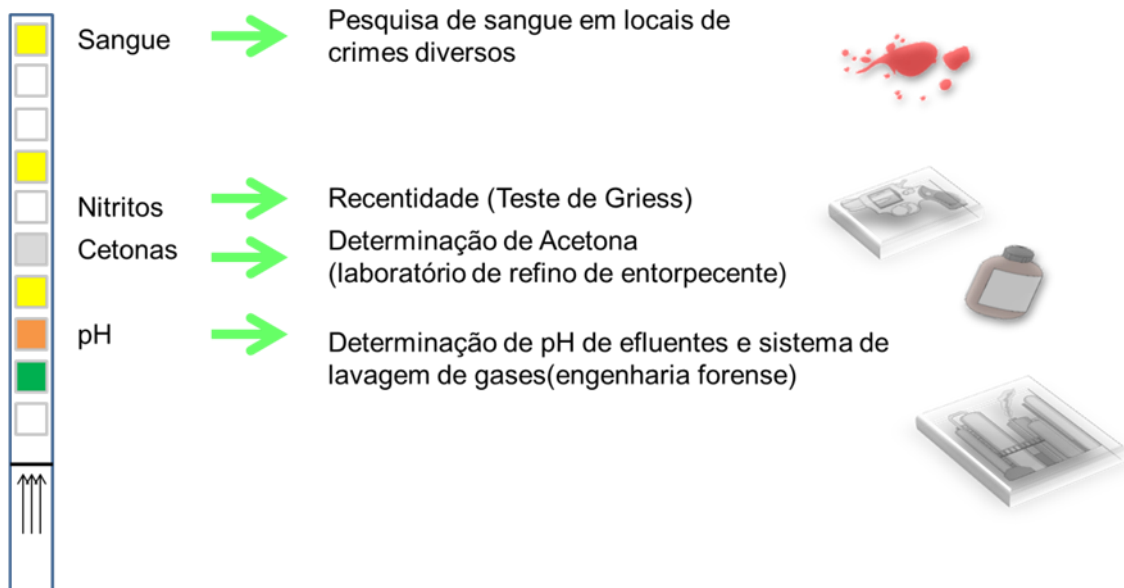 Sangue
Pesquisa de sangue em locais de
crimes diversos
Nitritos
Recentidade (Teste de Griess)
Cetonas
Determinação de Acetona
(laboratório de refino de entorpecente)
pH
Determinação de pH de efluentes e sistema de
lavagem de gases(engenharia forense)